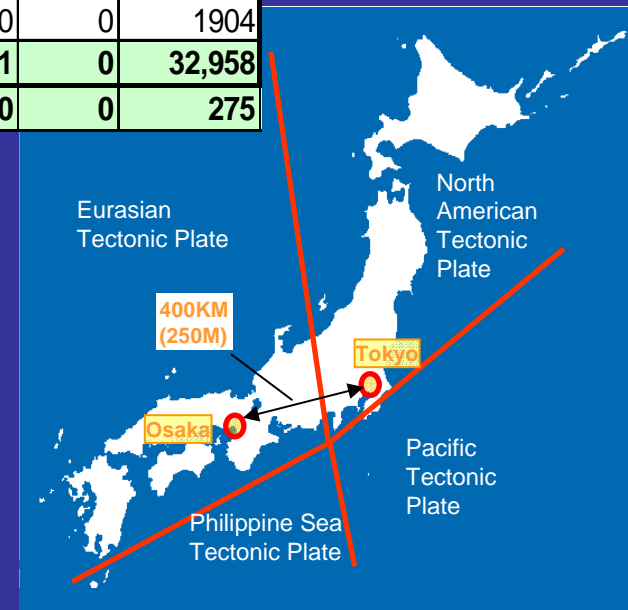 0 0 1904
1 0 32,958
0 0 275
Eurasian
Tectonic Plate
North
American
Tectonic
Plate
400KM
(250M)
Tokyo
Osaka
Pacific
Tectonic
Plate
Philippine Sea
Tectonic Plate